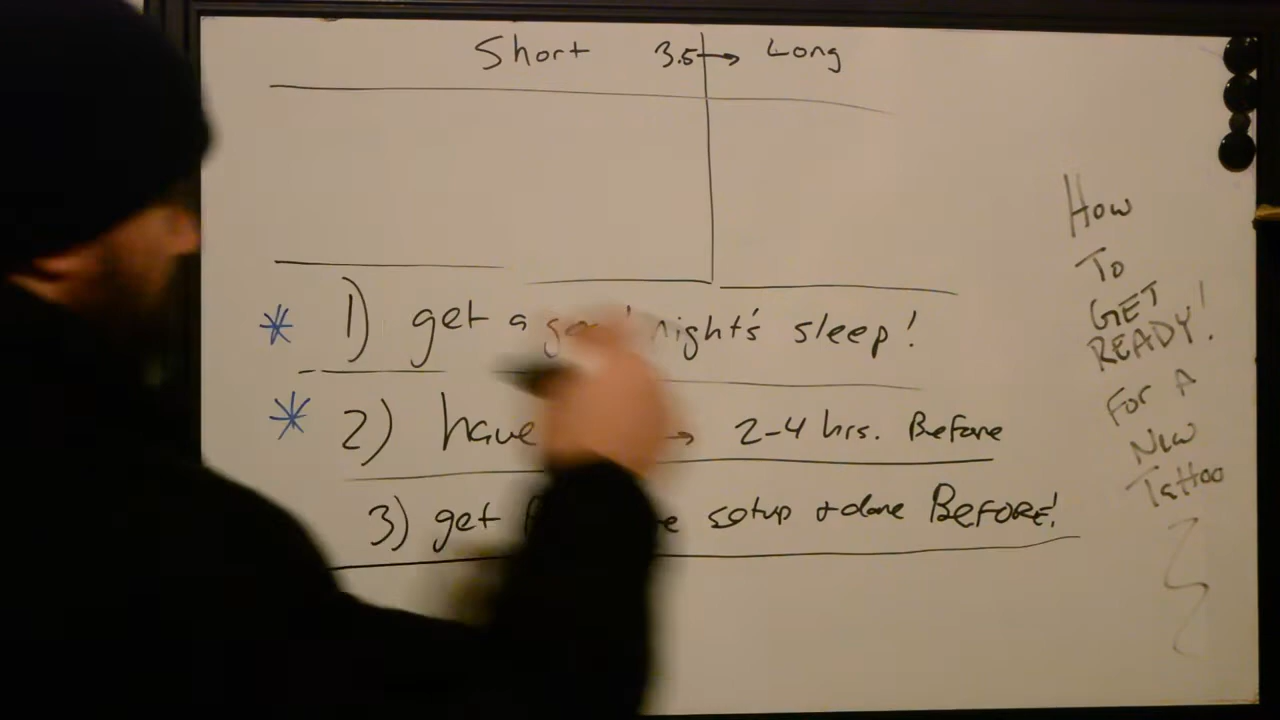 Short 3.5 → Long
* 1) get a night's sleep!
* 2) have → 2-4 hrs. Before
3) get setup + done BEFORE!
How
To
GET
READY!
For A
New
Tattoo